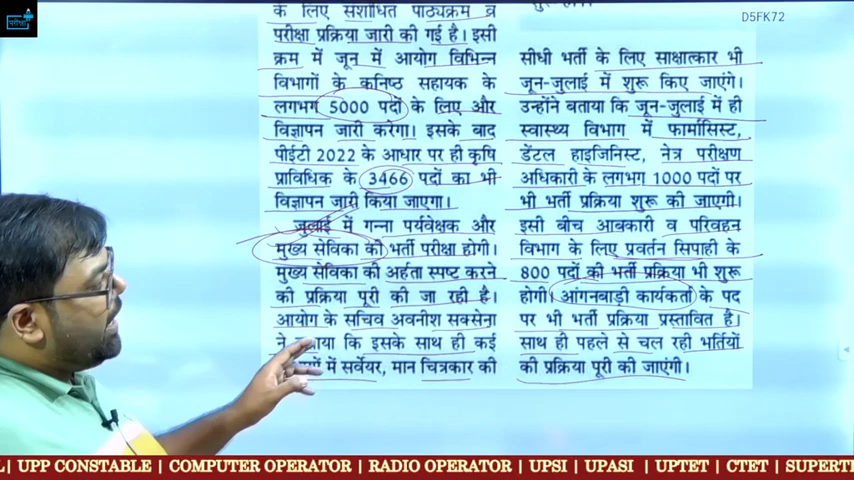 परीक्षा
D5FK72
के लिए संशोधित पाठ्यक्रम व
परीक्षा प्रक्रिया जारी की गई है। इसी
क्रम में जून में आयोग विभिन्न
विभागों के कनिष्ठ सहायक के
लगभग 5000 पदों के लिए और
विज्ञापन जारी करेगा। इसके बाद
पीईटी 2022 के आधार पर ही कृषि
प्राविधिक के 3466 पदों का भी
विज्ञापन जारी किया जाएगा।
जुलाई में गन्ना पर्यवेक्षक और
मुख्य सेविका की भर्ती परीक्षा होगी।
मुख्य सेविका की अर्हता स्पष्ट करने
की प्रक्रिया पूरी की जा रही है।
आयोग के सचिव अवनीश सक्सेना
ने कि इसके साथ ही कई
में सर्वेयर, मान चित्रकार की
सीधी भर्ती के लिए साक्षात्कार भी
जून-जुलाई में शुरू किए जाएंगे।
उन्होंने बताया कि जून-जुलाई में ही
स्वास्थ्य विभाग में फार्मासिस्ट,
डेंटल हाइजिनिस्ट, नेत्र परीक्षण
अधिकारी के लगभग 1000 पदों पर
भी भर्ती प्रक्रिया शुरू की जाएगी।
इसी बीच आबकारी व परिवहन
विभाग के लिए प्रवर्तन सिपाही के
800 पदों की भर्ती प्रक्रिया भी शुरू
होगी। आंगनबाड़ी कार्यकर्ता के पद
पर भी भर्ती प्रक्रिया प्रस्तावित है।
साथ ही पहले से चल रही भर्तियों
की प्रक्रिया पूरी की जाएंगी।
| UPP CONSTABLE | COMPUTER OPERATOR | RADIO OPERATOR | UPSI | UPASI | UPTET | CTET | SUPERT